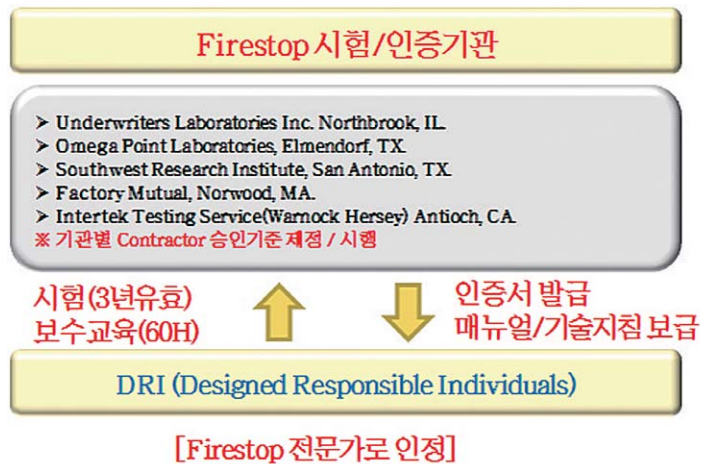 Firestop 시험/인증기관
➤ Underwriters Laboratories Inc. Northbrook, IL.
➤ Omega Point Laboratories, Elmendorf, TX.
➤ Southwest Research Institute, San Antonio, TX.
➤ Factory Mutual, Norwood, MA.
➤ Intertek Testing Service(Warnock Hersey) Antioch, CA.
※ 기관별 Contractor 승인기준 제정 / 시행
시험(3년유효)
보수교육(60H)
인증서 발급
매뉴얼/기술지침 보급
DRI (Designed Responsible Individuals)
[Firestop 전문가로 인정]